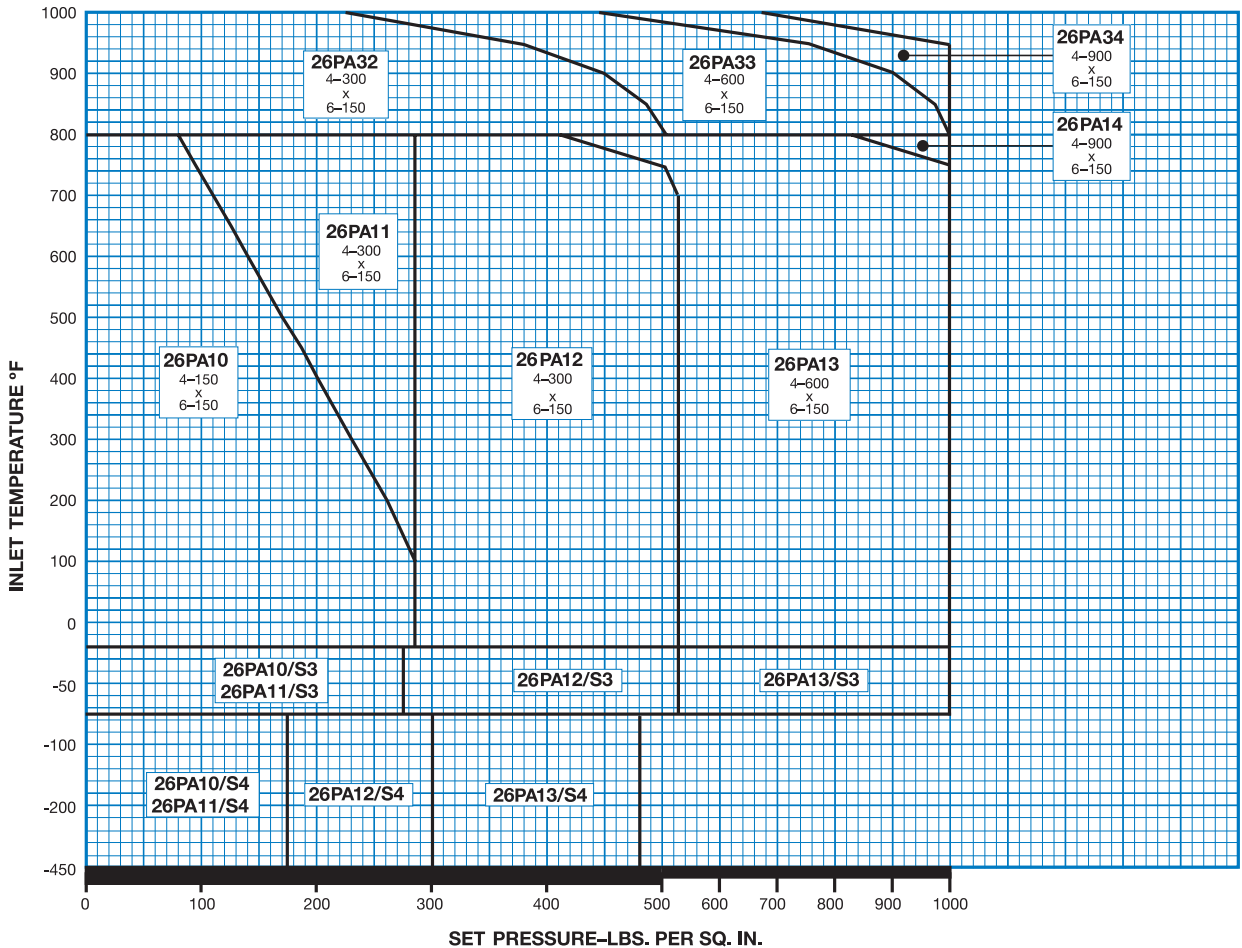 1000
900
800
700
600
500
400
300
200
100
0
-50
-100
-200
-450
INLET TEMPERATURE °F
26PA32
4–300
x
6–150
26PA33
4–600
x
6–150
26PA34
4–900
x
6–150
26PA14
4–900
x
6–150
26PA11
4–300
x
6–150
26PA10
4–150
x
6–150
26PA12
4–300
x
6–150
26PA13
4–600
x
6–150
26PA10/S3
26PA11/S3
26PA12/S3
26PA13/S3
26PA10/S4
26PA11/S4
26PA12/S4
26PA13/S4
0 100 200 300 400 500 600 700 800 900 1000
SET PRESSURE–LBS. PER SQ. IN.